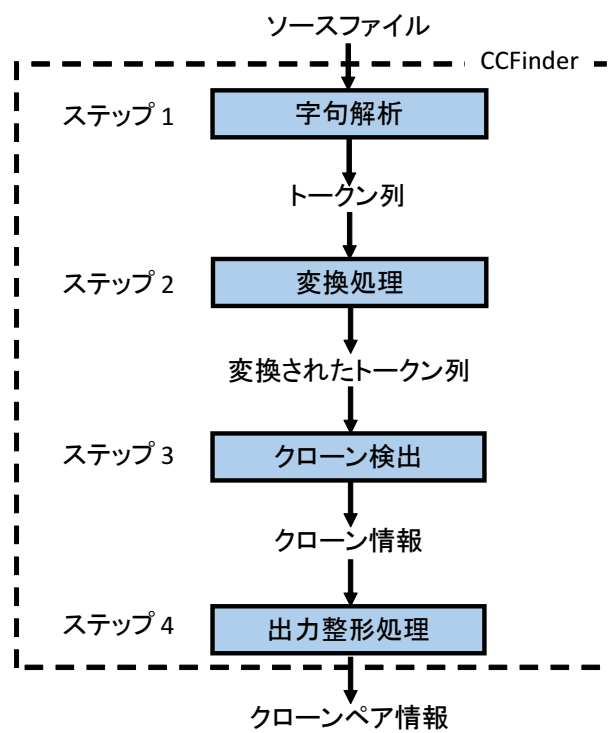 ソースファイル
CCFinder
ステップ 1
字句解析
トークン列
ステップ 2
変換処理
変換されたトークン列
ステップ 3
クローン検出
クローン情報
ステップ 4
出力整形処理
クローンペア情報